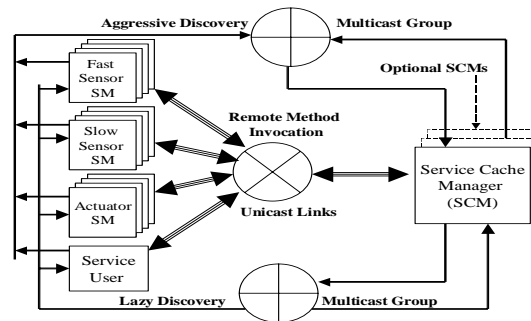 Aggressive Discovery
Multicast Group
Optional SCMs
Fast
Sensor
SM
Remote Method
Invocation
Slow
Sensor
SM
Service Cache
Manager
(SCM)
Actuator
SM
Unicast Links
Service
User
Lazy Discovery
Multicast Group